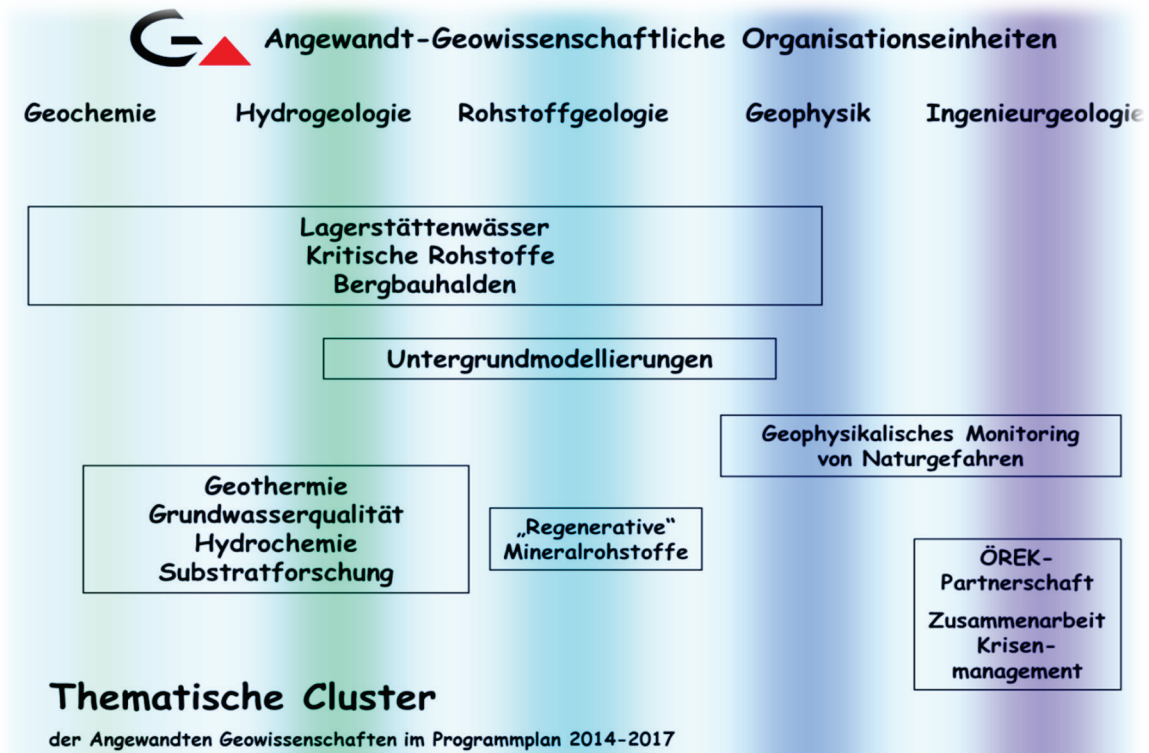 Angewandt-Geowissenschaftliche Organisationseinheiten
Geochemie Hydrogeologie Rohstoffgeologie Geophysik Ingenieurgeologie
Lagerstättenwässer
Kritische Rohstoffe
Bergbauhalden
Untergrundmodellierungen
Geophysikalisches Monitoring
von Naturgefahren
Geothermie
Grundwasserqualität
Hydrochemie
Substratforschung
„Regenerative“
Mineralrohstoffe
ÖREK-
Partnerschaft
Zusammenarbeit
Krisen-
management
Thematische Cluster
der Angewandten Geowissenschaften im Programmplan 2014-2017